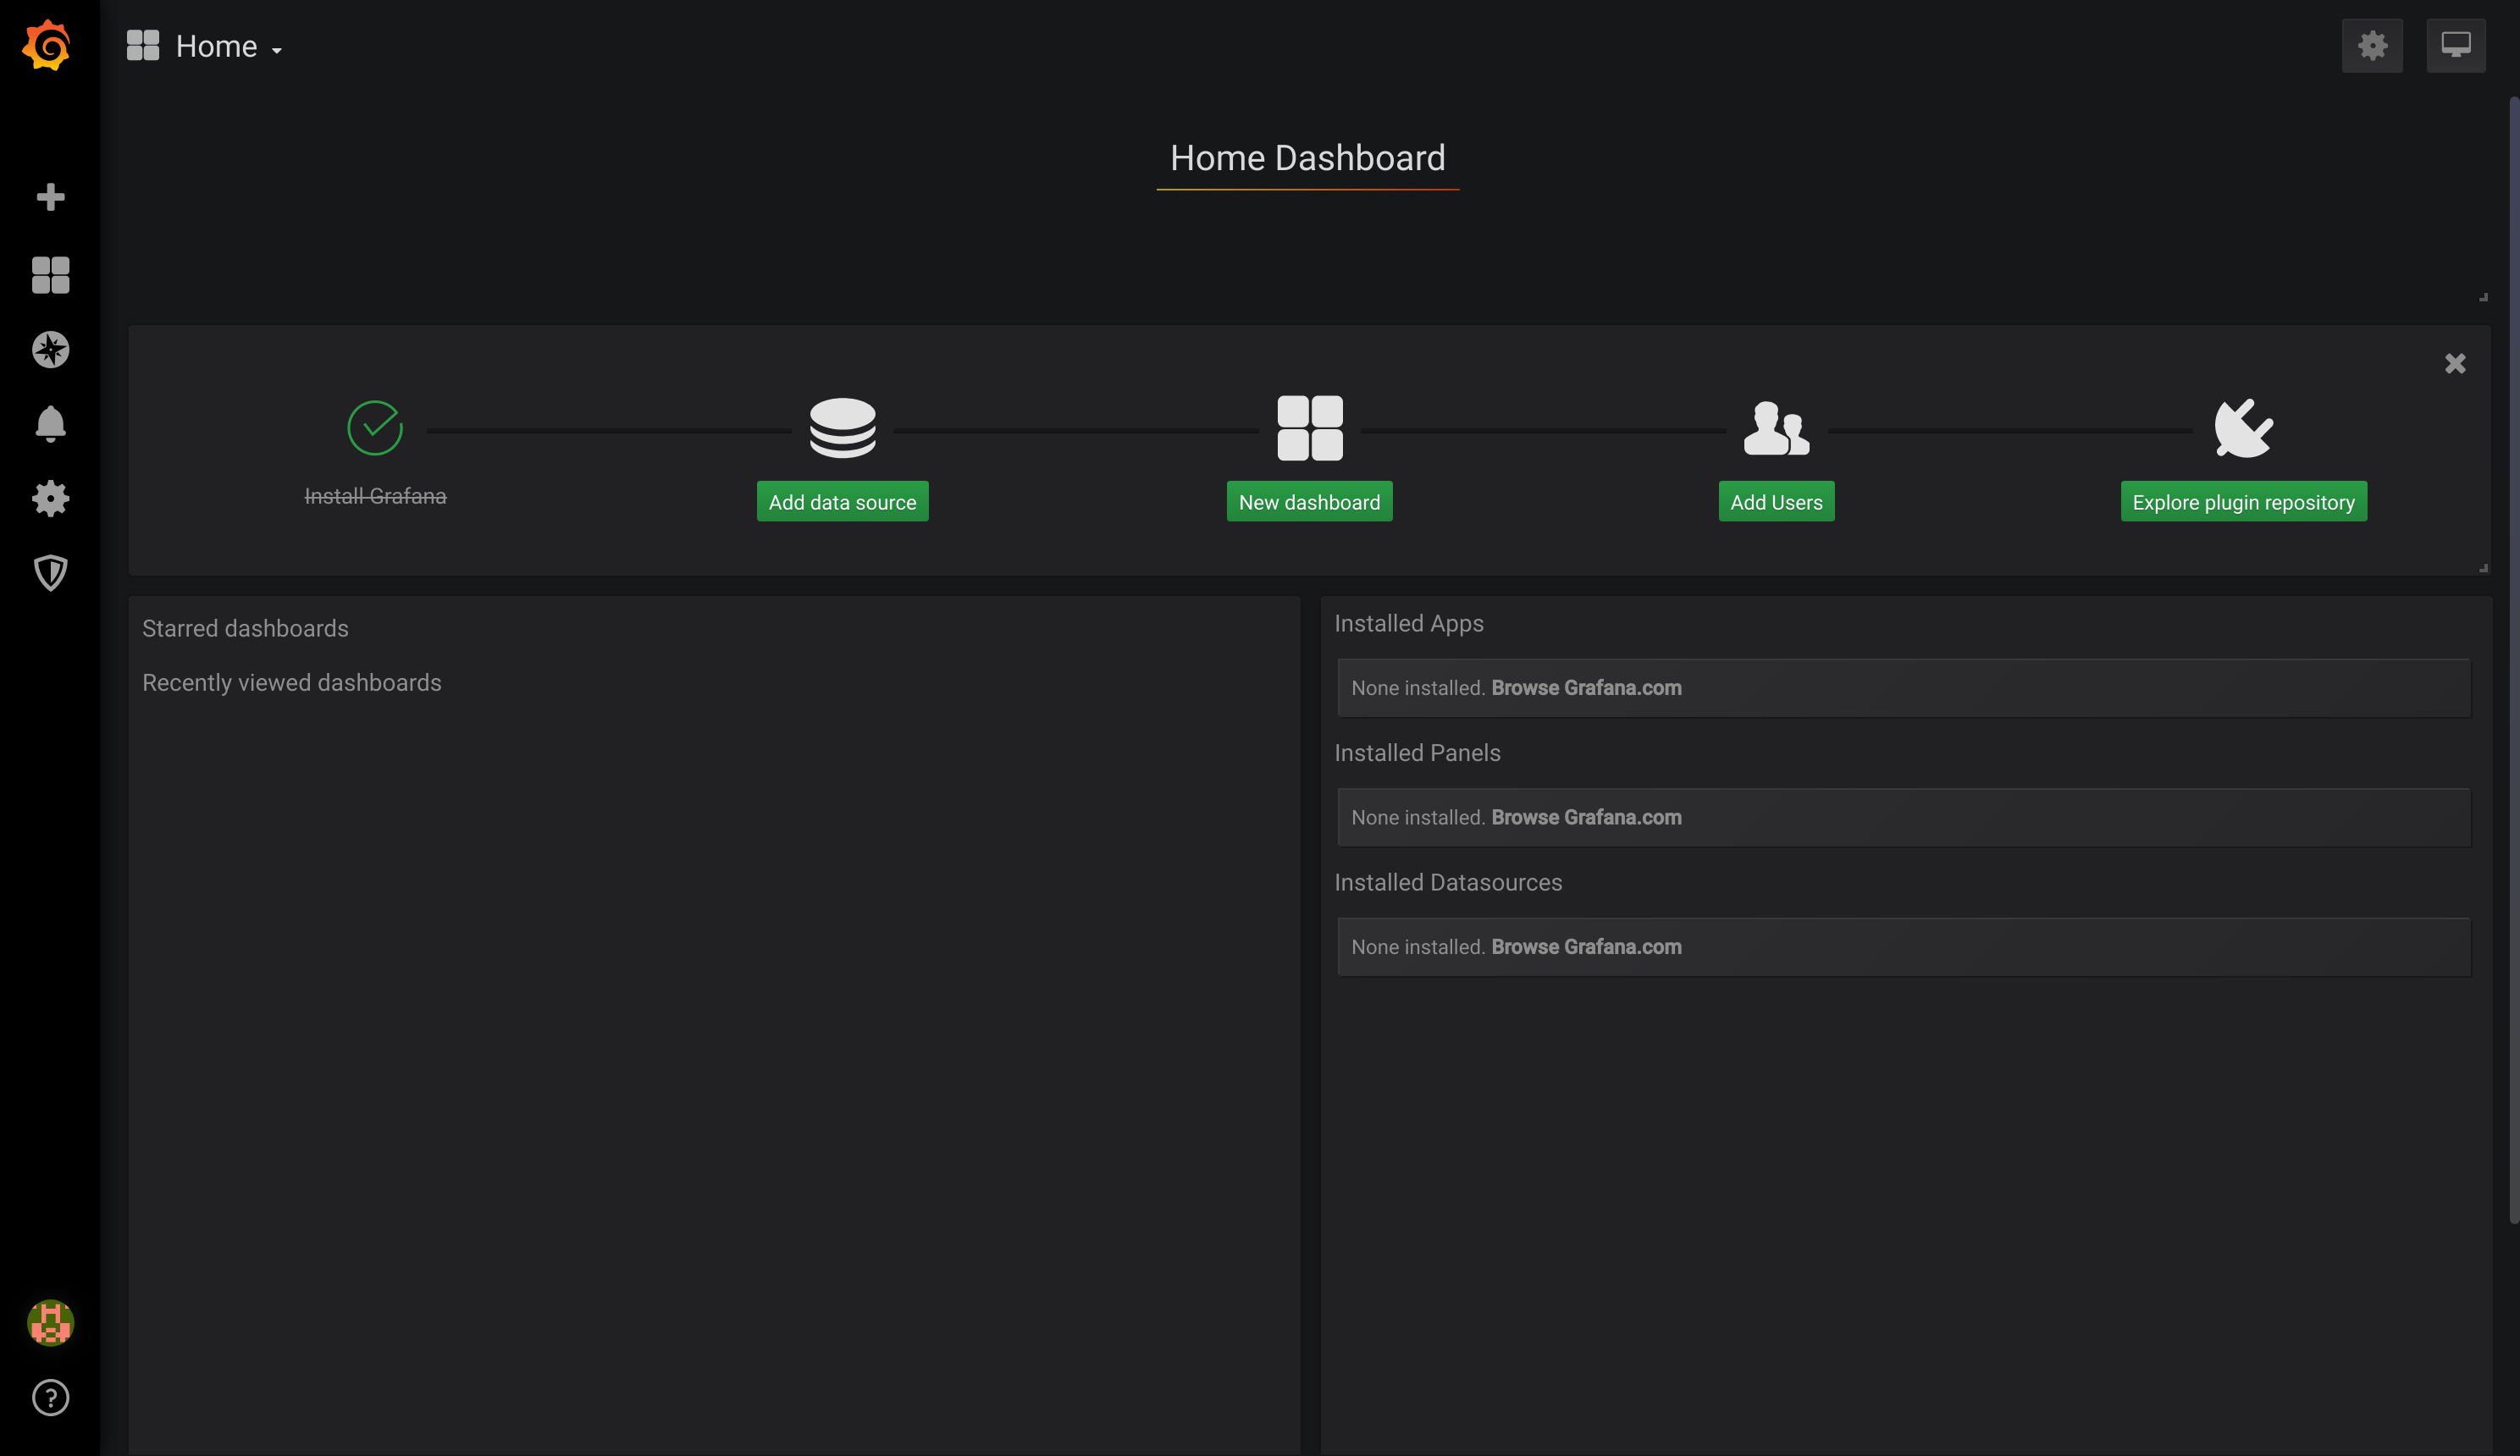 Home
Home Dashboard
Install Grafana
Add data source
New dashboard
Add Users
Explore plugin repository
Starred dashboards
Recently viewed dashboards
Installed Apps
None installed. Browse Grafana.com
Installed Panels
None installed. Browse Grafana.com
Installed Datasources
None installed. Browse Grafana.com